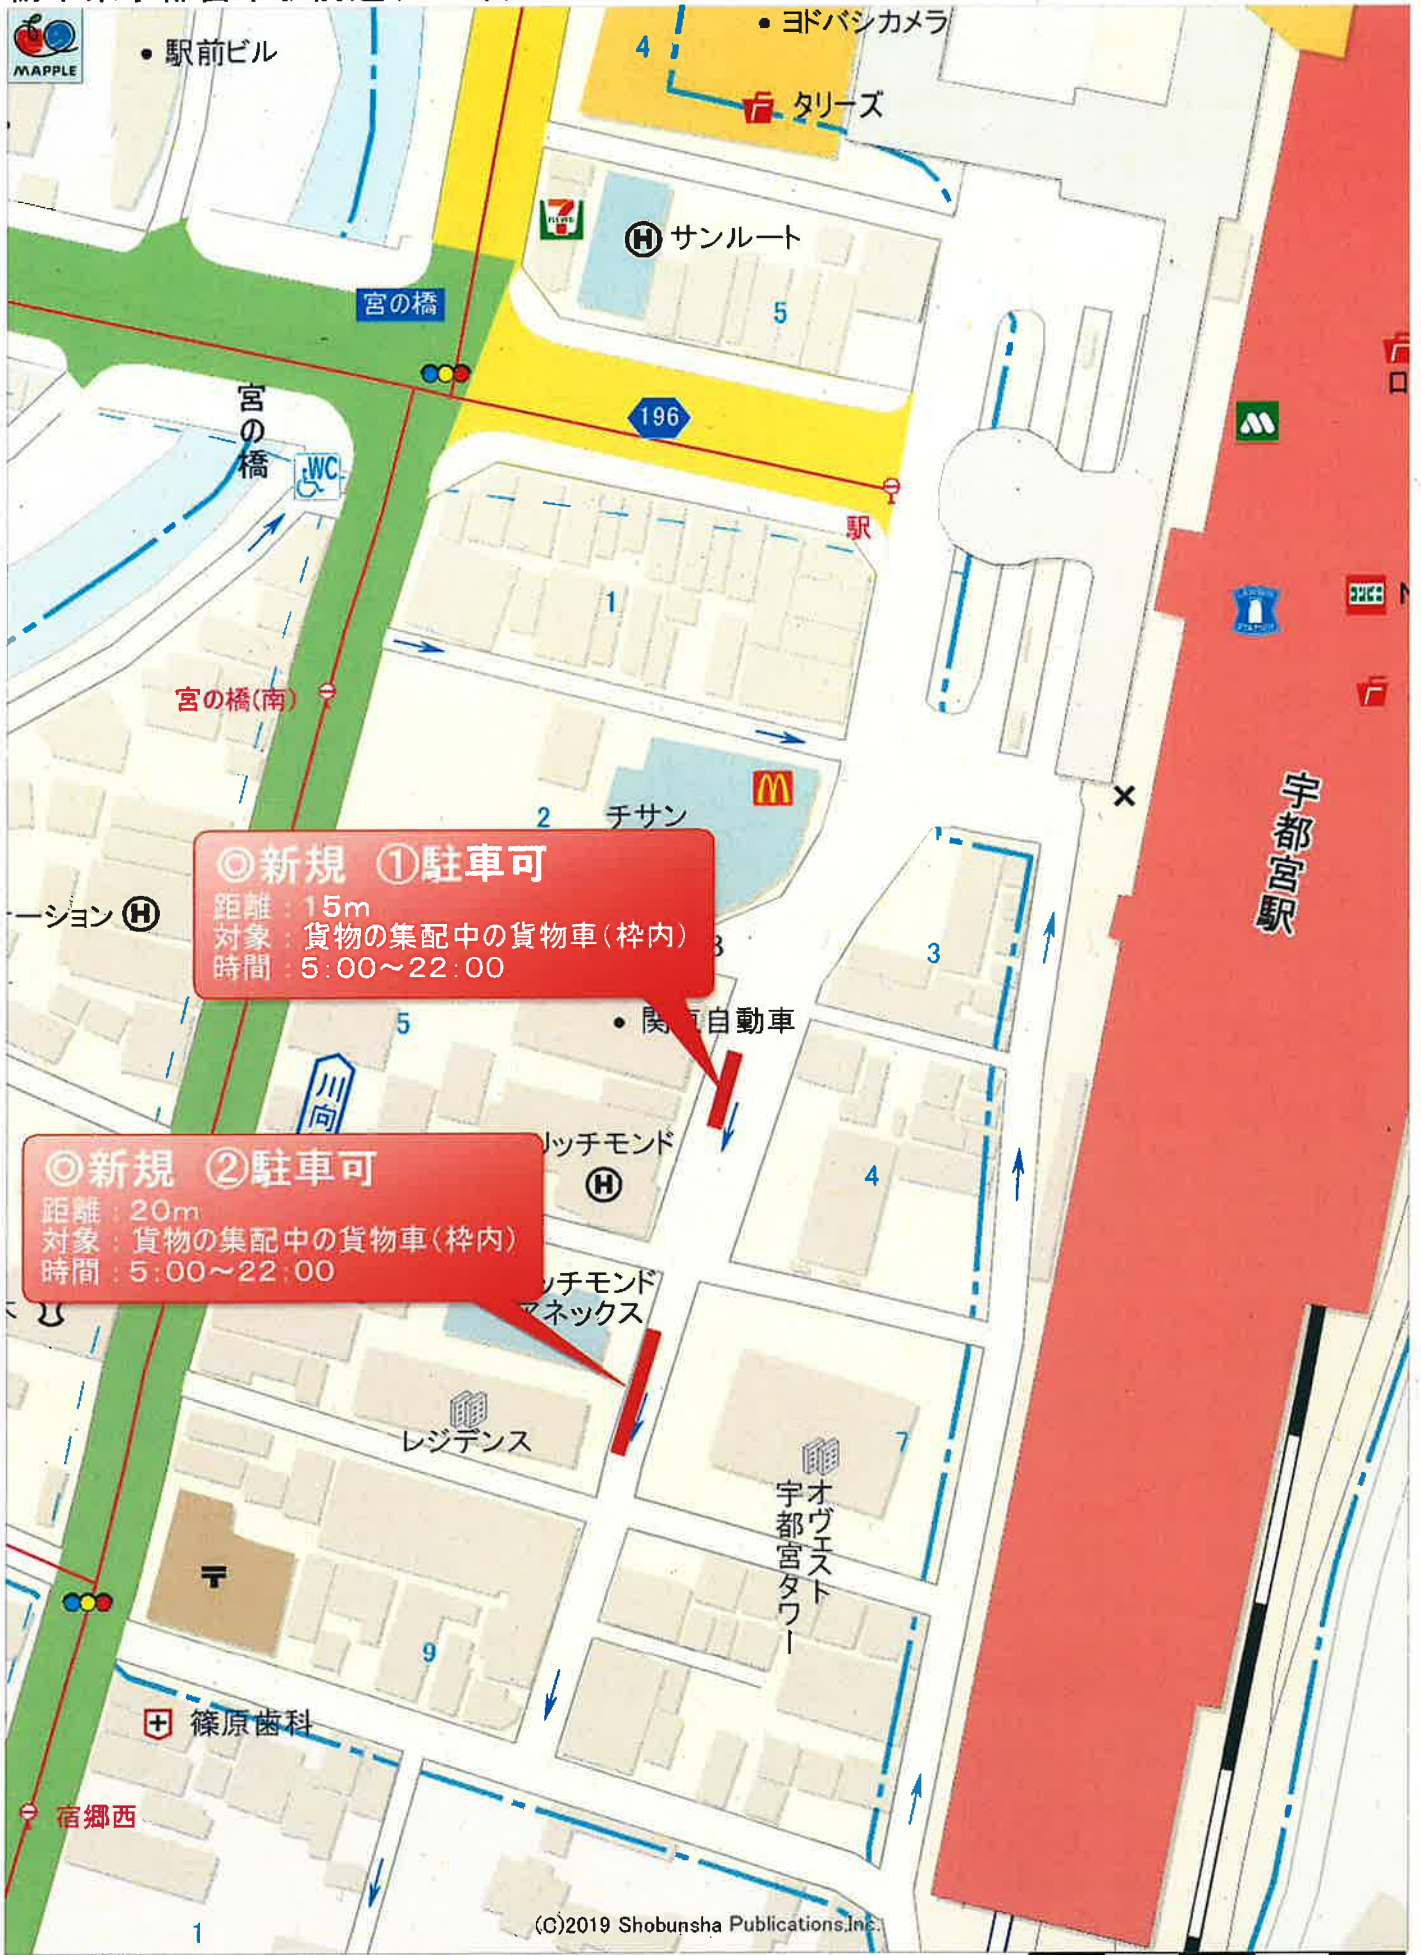 MAPPLE
駅前ビル
ヨドバシカメラ
4
タリーズ
サンルート
5
宮の橋
宮の橋
WC
196
駅
1
宮の橋(南)
2
チサン
宇都宮駅
ーション
◎新規 ①駐車可
距離：15m
対象：貨物の集配中の貨物車(枠内)
時間：5:00～22:00
3
5
自動車
川向
◎新規 ②駐車可
距離：20m
対象：貨物の集配中の貨物車(枠内)
時間：5:00～22:00
リッチモンド
4
ッチモンド
アネックス
レジデンス
7
オヴェスト
宇都宮タワー
9
篠原歯科
宿郷西
1
(C)2019 Shobunsha Publications,Inc.